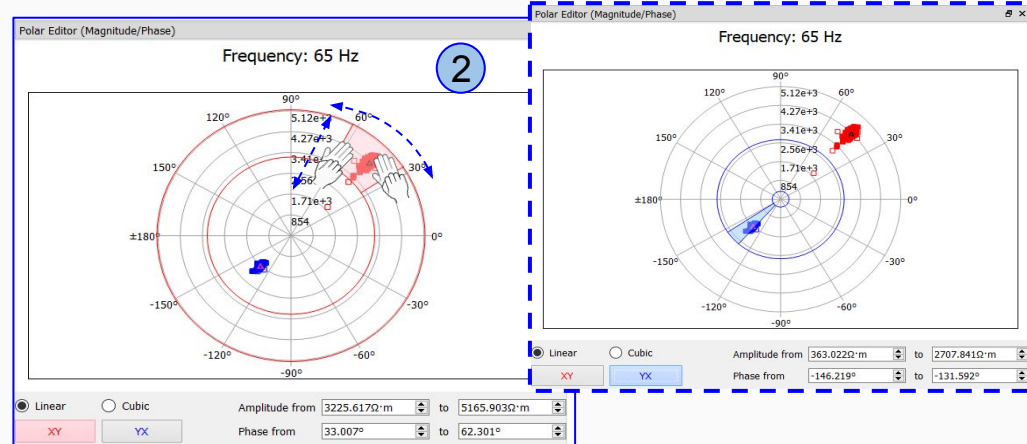 Polar Editor (Magnitude/Phase)
Frequency: 65 Hz
2
90°
120°
60°
150°
30°
±180°
0°
-150°
-30°
-120°
-60°
-90°
5.12e+3
4.27e+3
3.41e+
2.56
1.71e+3
854
Linear
Cubic
Amplitude from 3225.617Ω·m to 5165.903Ω·m
XY
YX
Phase from 33.007° to 62.301°
Polar Editor (Magnitude/Phase)
Frequency: 65 Hz
90°
120°
60°
150°
30°
±180°
0°
-150°
-30°
-120°
-60°
-90°
5.12e+3
4.27e+3
3.41e+3
2.56e+3
1.71e+3
854
Linear
Cubic
Amplitude from 363.022Ω·m to 2707.841Ω·m
XY
YX
Phase from -146.219° to -131.592°